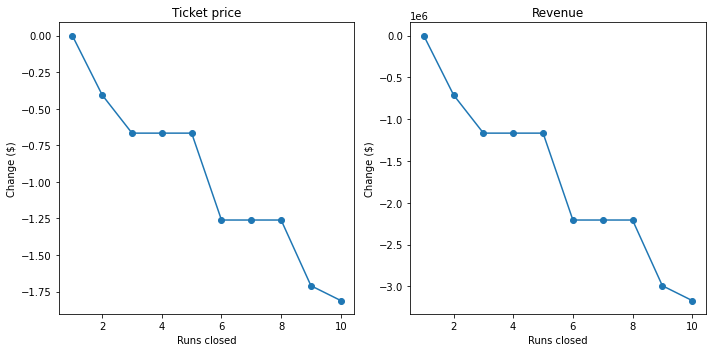 Ticket price
0.00
−0.25
−0.50
−0.75
−1.00
−1.25
−1.50
−1.75
Change ($)
2 4 6 8 10
Runs closed
Revenue
1e6
0.0
−0.5
−1.0
−1.5
−2.0
−2.5
−3.0
Change ($)
2 4 6 8 10
Runs closed